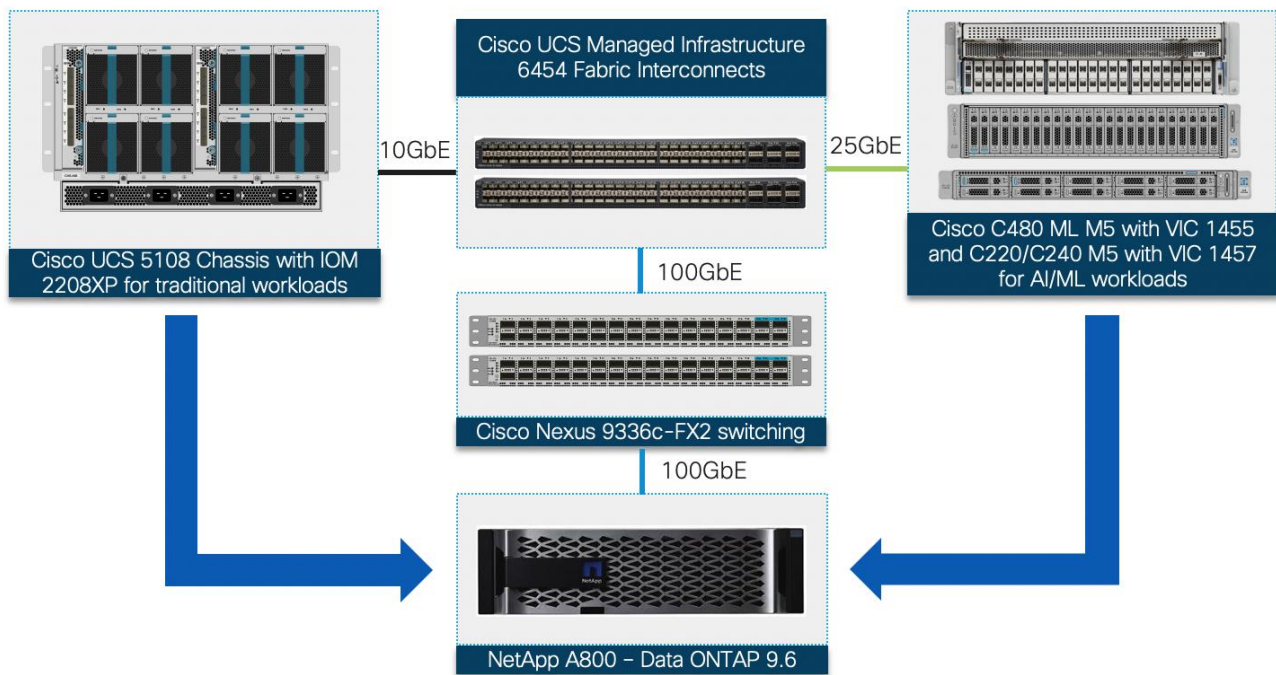 Cisco UCS Managed Infrastructure
6454 Fabric Interconnects
10GbE
25GbE
Cisco UCS 5108 Chassis with IOM
2208XP for traditional workloads
Cisco C480 ML M5 with VIC 1455
and C220/C240 M5 with VIC 1457
for AI/ML workloads
100GbE
Cisco Nexus 9336c-FX2 switching
100GbE
NetApp
NetApp A800 – Data ONTAP 9.6